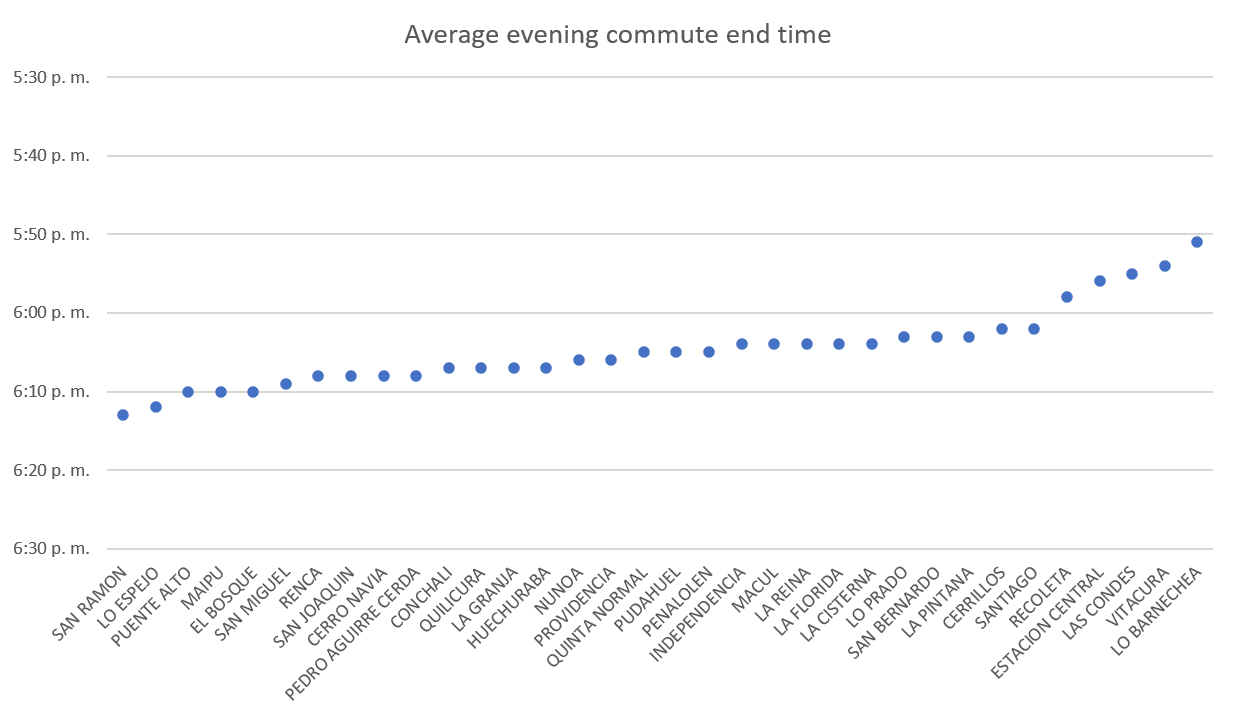 Average evening commute end time
5:30 p. m.
5:40 p. m.
5:50 p. m.
6:00 p. m.
6:10 p. m.
6:20 p. m.
6:30 p. m.
SAN RAMON
LO ESPEJO
PUENTE ALTO
MAIPU
EL BOSQUE
SAN MIGUEL
RENCA
SAN JOAQUIN
CERRO NAVIA
PEDRO AGUIRRE CERDA
CONCHALI
QUILICURA
LA GRANJA
HUECHURABA
NUNOA
PROVIDENCIA
QUINTA NORMAL
PUDAHUEL
PENALOLEN
INDEPENDENCIA
MACUL
LA REINA
LA FLORIDA
LA CISTERNA
LO PRADO
SAN BERNARDO
LA PINTANA
CERRILLOS
SANTIAGO
RECOLETA
ESTACION CENTRAL
LAS CONDES
VITACURA
LO BARNECHEA